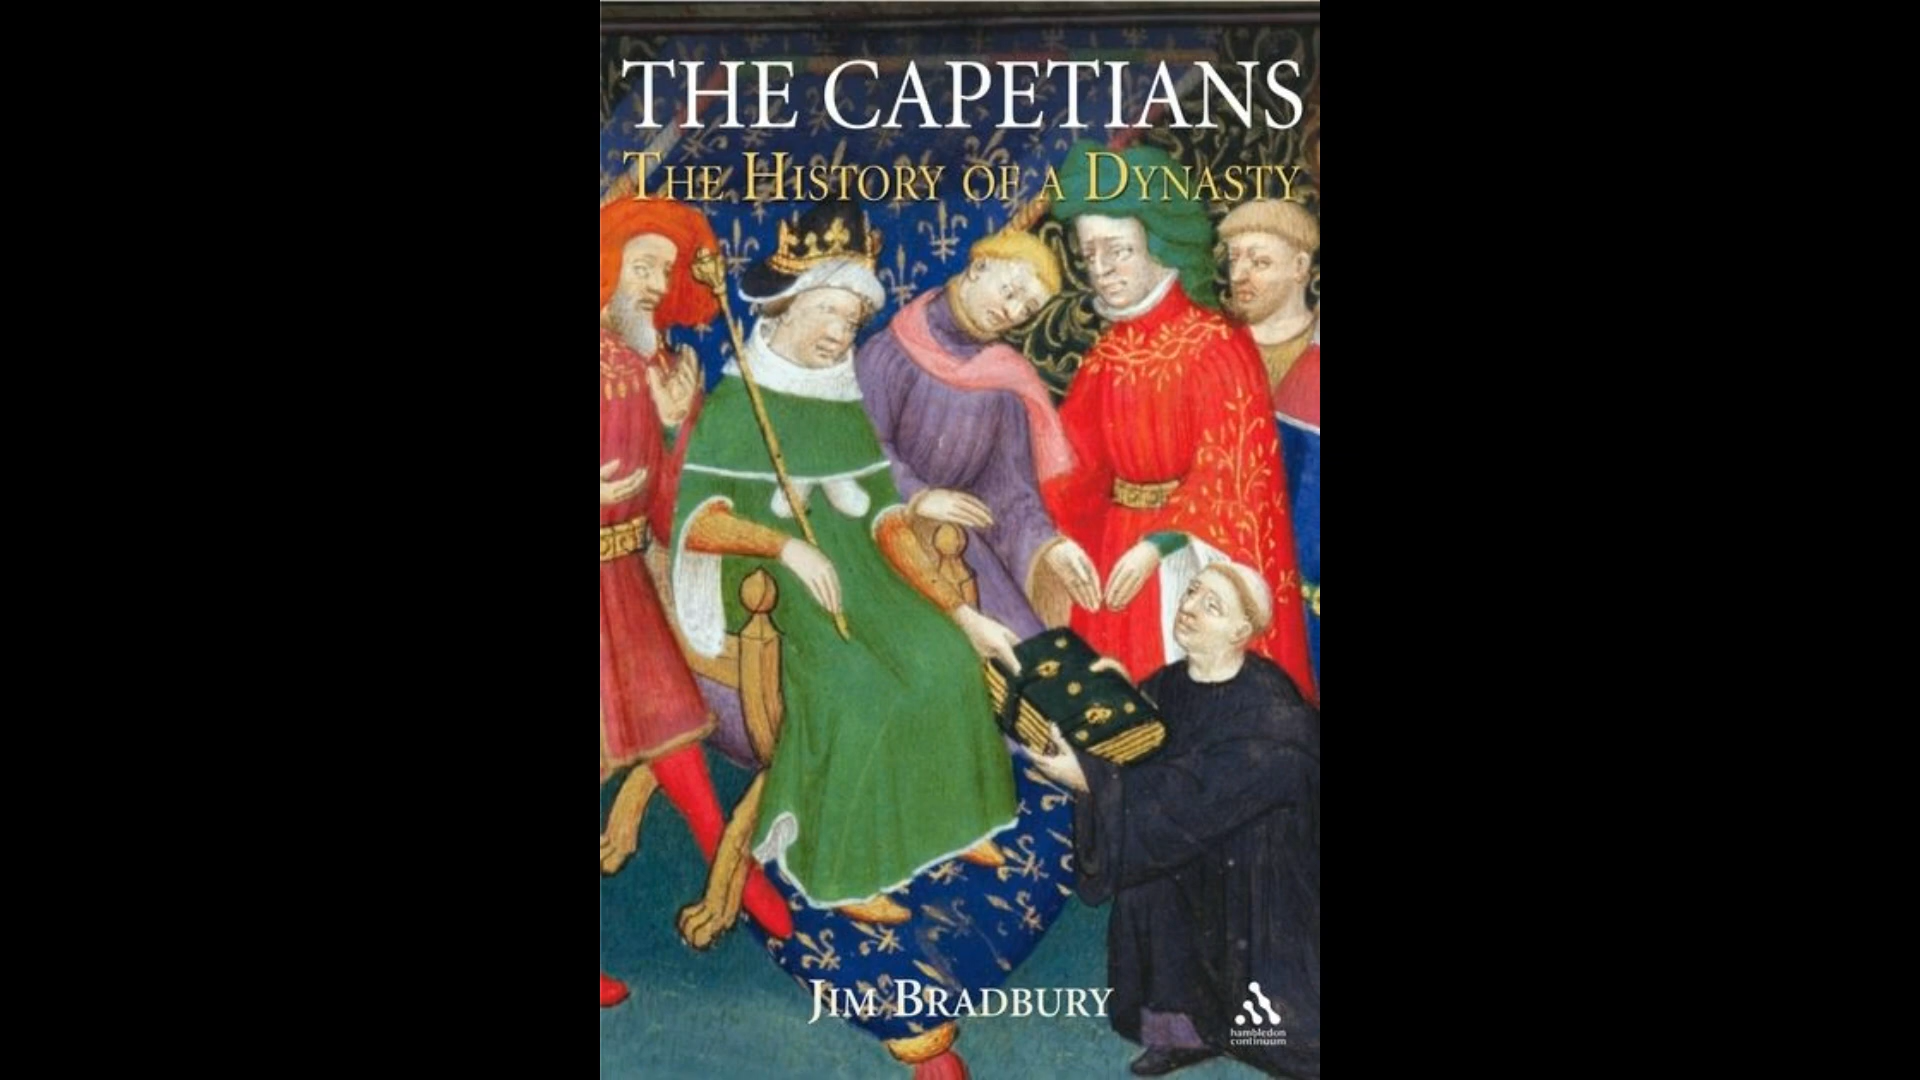 THE CAPETIANS
THE HISTORY OF A DYNASTY
JIM BRADBURY
hambledon
continuum